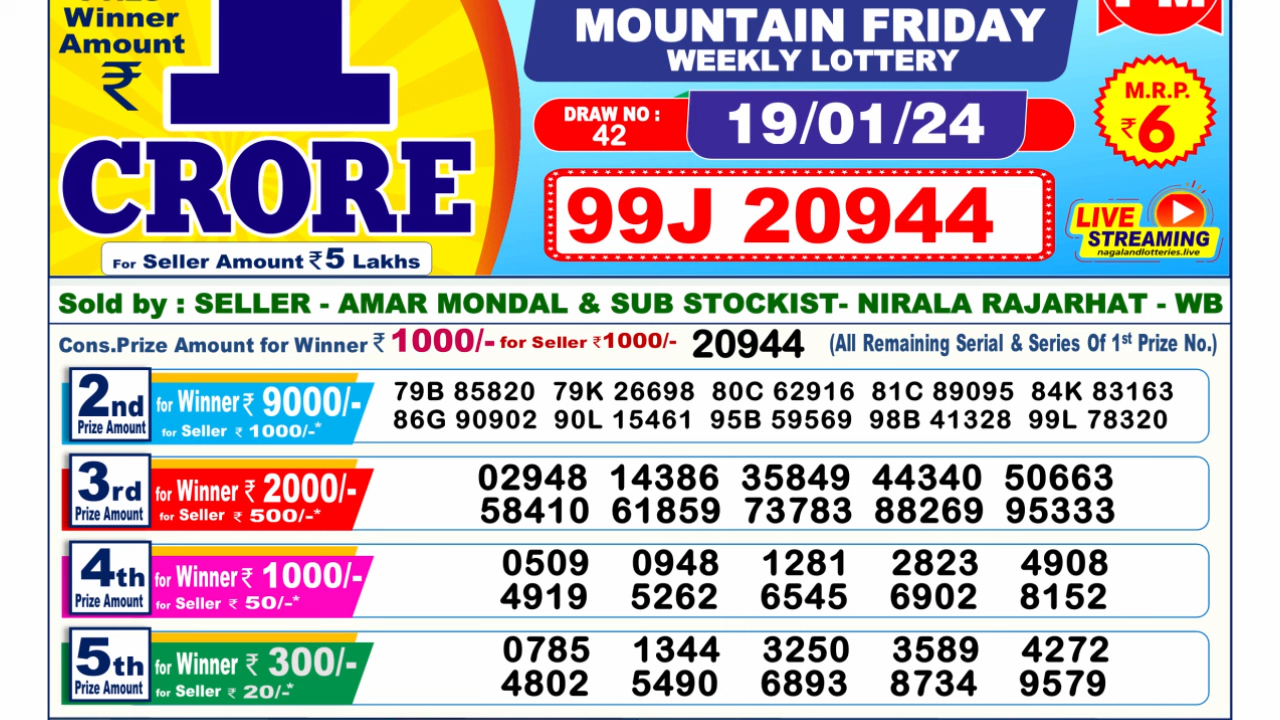 Winner
Amount
₹
1
CRORE
For Seller Amount ₹5 Lakhs
MOUNTAIN FRIDAY
WEEKLY LOTTERY
DRAW NO :
42
19/01/24
M.R.P.
₹6
99J 20944
LIVE
STREAMING
nagalandlotteries.live
Sold by : SELLER - AMAR MONDAL & SUB STOCKIST- NIRALA RAJARHAT - WB
Cons.Prize Amount for Winner ₹ 1000/- for Seller ₹1000/- 20944 (All Remaining Serial & Series Of 1st Prize No.)
2nd
Prize Amount
for Winner ₹ 9000/-
for Seller ₹ 1000/-*
79B 85820 79K 26698 80C 62916 81C 89095 84K 83163
86G 90902 90L 15461 95B 59569 98B 41328 99L 78320
3rd
Prize Amount
for Winner ₹ 2000/-
for Seller ₹ 500/-*
02948 14386 35849 44340 50663
58410 61859 73783 88269 95333
4th
Prize Amount
for Winner ₹ 1000/-
for Seller ₹ 50/-*
0509 0948 1281 2823 4908
4919 5262 6545 6902 8152
5th
Prize Amount
for Winner ₹ 300/-
for Seller ₹ 20/-*
0785 1344 3250 3589 4272
4802 5490 6893 8734 9579